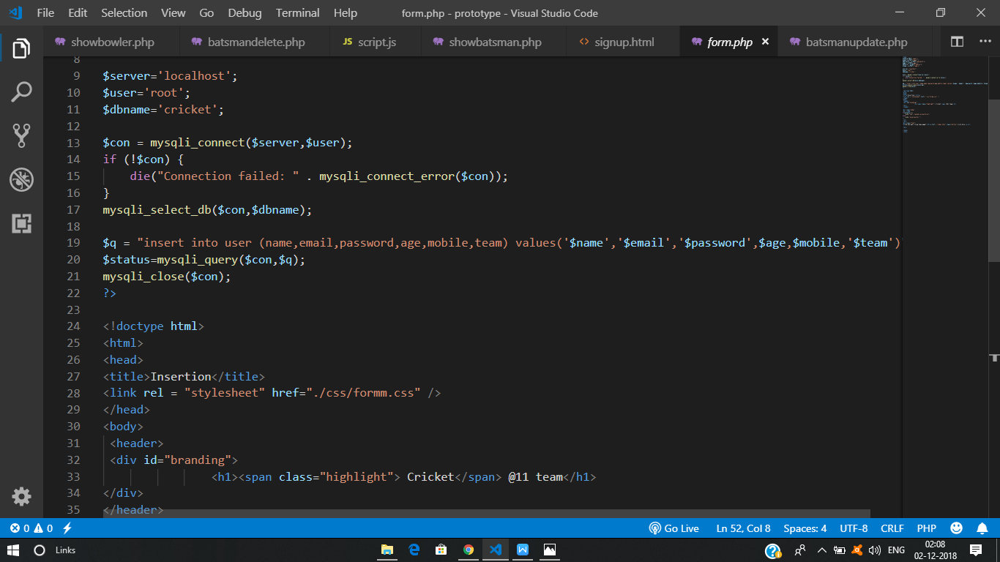 File Edit Selection View Go Debug Terminal Help form.php - prototype - Visual Studio Code
showbowler.php batsmandelete.php JS script.js showbatsman.php <> signup.html form.php batsmanupdate.php
8
9 $server='localhost';
10 $user='root';
11 $dbname='cricket';
12
13 $con = mysqli_connect($server,$user);
14 if (!$con) {
15 die("Connection failed: " . mysqli_connect_error($con));
16 }
17 mysqli_select_db($con,$dbname);
18
19 $q = "insert into user (name,email,password,age,mobile,team) values('$name','$email','$password',$age,$mobile,'$team')
20 $status=mysqli_query($con,$q);
21 mysqli_close($con);
22 ?>
23
24 <!doctype html>
25 <html>
26 <head>
27 <title>Insertion</title>
28 <link rel = "stylesheet" href="./css/formm.css" />
29 </head>
30 <body>
31 <header>
32 <div id="branding">
33 <h1><span class="highlight"> Cricket</span> @11 team</h1>
34 </div>
35 </header>
0 0 Go Live Ln 52, Col 8 Spaces: 4 UTF-8 CRLF PHP
Links ENG 02:08
02-12-2018